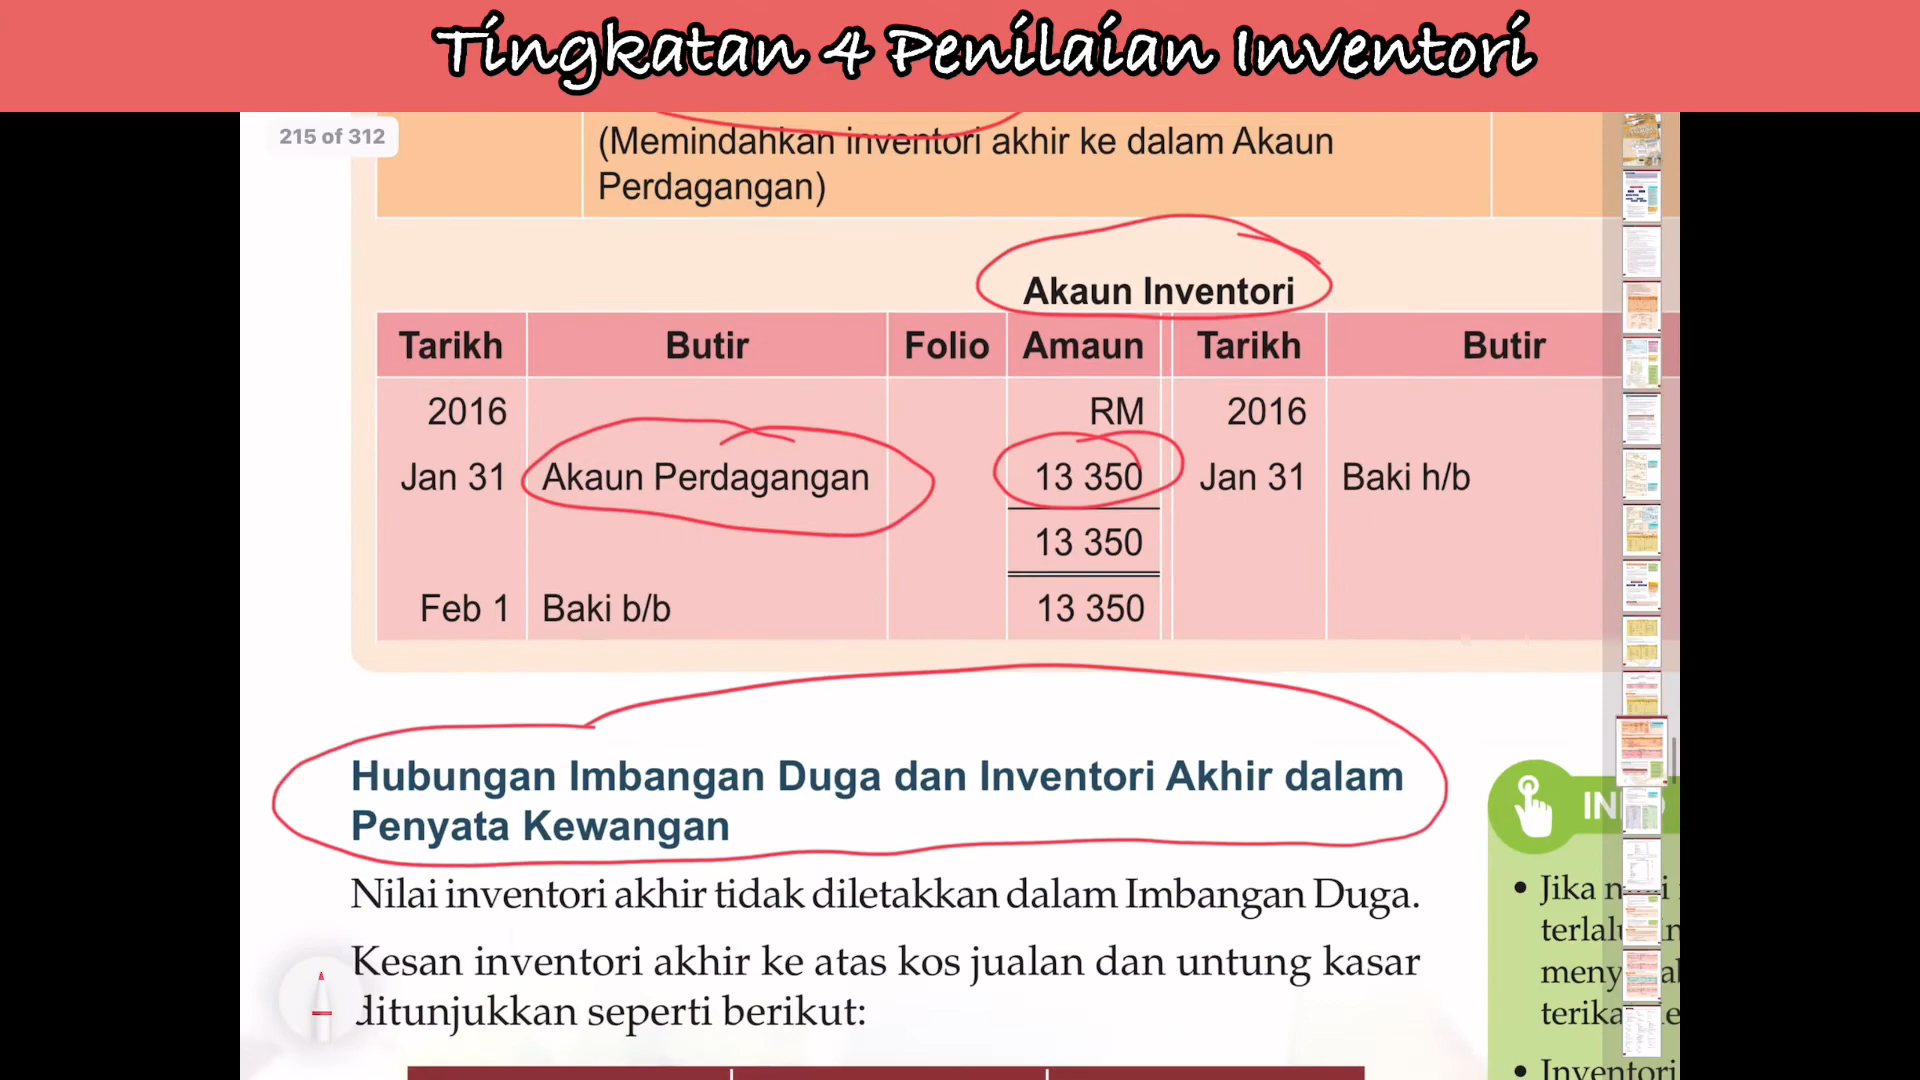 Tingkatan 4 Penilaian Inventori
215 of 312
(Memindahkan inventori akhir ke dalam Akaun
Perdagangan)
Akaun Inventori
Tarikh Butir Folio Amaun Tarikh Butir
2016 RM 2016
Jan 31 Akaun Perdagangan 13 350 Jan 31 Baki h/b
13 350
Feb 1 Baki b/b 13 350
Hubungan Imbangan Duga dan Inventori Akhir dalam
Penyata Kewangan
Nilai inventori akhir tidak diletakkan dalam Imbangan Duga.
Kesan inventori akhir ke atas kos jualan dan untung kasar
ditunjukkan seperti berikut:
• Jika
• Inventori